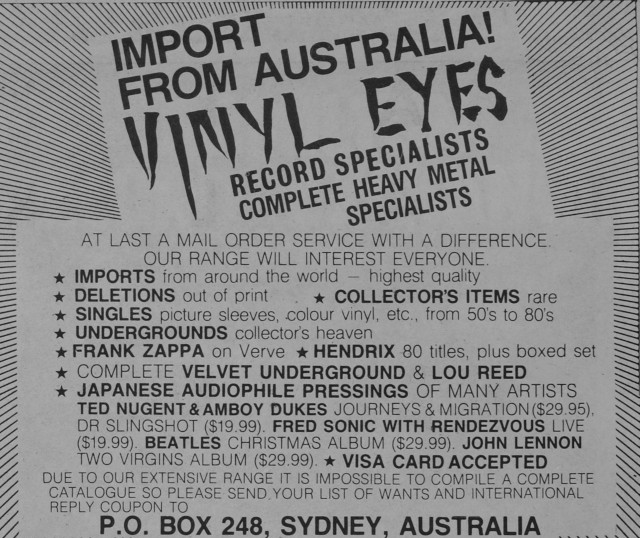 IMPORT
FROM AUSTRALIA!
VINYL EYES
RECORD SPECIALISTS
COMPLETE HEAVY METAL
SPECIALISTS
AT LAST A MAIL ORDER SERVICE WITH A DIFFERENCE.
OUR RANGE WILL INTEREST EVERYONE.
★ IMPORTS from around the world — highest quality
★ DELETIONS out of print ★ COLLECTOR'S ITEMS rare
★ SINGLES picture sleeves, colour vinyl, etc., from 50's to 80's
★ UNDERGROUNDS collector's heaven
★ FRANK ZAPPA on Verve ★ HENDRIX 80 titles, plus boxed set
★ COMPLETE VELVET UNDERGROUND & LOU REED
★ JAPANESE AUDIOPHILE PRESSINGS OF MANY ARTISTS
TED NUGENT & AMBOY DUKES JOURNEYS & MIGRATION ($29.95).
DR SLINGSHOT ($19.99). FRED SONIC WITH RENDEZVOUS LIVE
($19.99). BEATLES CHRISTMAS ALBUM ($29.99). JOHN LENNON
TWO VIRGINS ALBUM ($29.99). ★ VISA CARD ACCEPTED
DUE TO OUR EXTENSIVE RANGE IT IS IMPOSSIBLE TO COMPILE A COMPLETE
CATALOGUE SO PLEASE SEND YOUR LIST OF WANTS AND INTERNATIONAL
REPLY COUPON TO
P.O. BOX 248, SYDNEY, AUSTRALIA